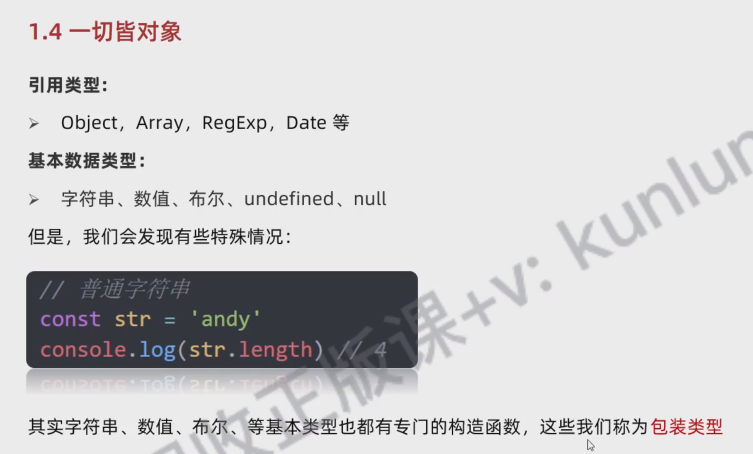 1.4 一切皆对象
引用类型：
➢ Object，Array，RegExp，Date 等
基本数据类型：
➢ 字符串、数值、布尔、undefined、null
但是，我们会发现有些特殊情况：
// 普通字符串
const str = 'andy'
console.log(str.length) // 4
其实字符串、数值、布尔、等基本类型也都有专门的构造函数，这些我们称为包装类型
收正版课+v: kunlun